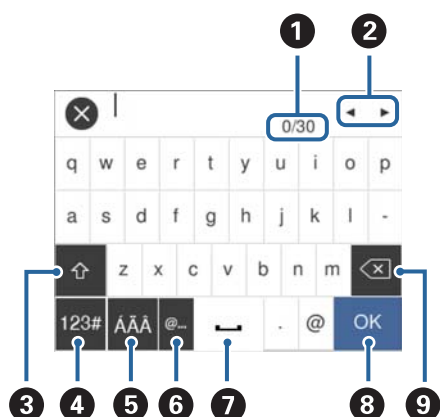 1 2
0/30 ◄ ►
q w e r t y u i o p
a s d f g h j k l -
z x c v b n m
123# ÁÃÂ @... . @ OK
3 4 5 6 7 8 9